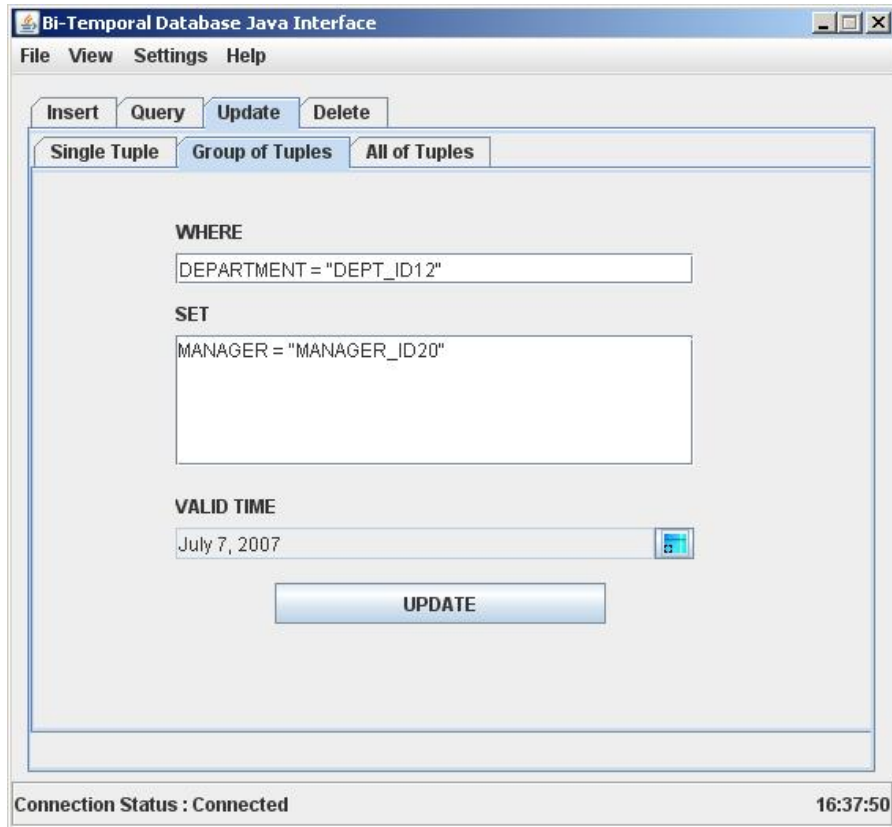 Bi-Temporal Database Java Interface
File View Settings Help
Insert Query Update Delete
Single Tuple Group of Tuples All of Tuples
WHERE
DEPARTMENT = "DEPT_ID12"
SET
MANAGER = "MANAGER_ID20"
VALID TIME
July 7, 2007
UPDATE
Connection Status : Connected 16:37:50